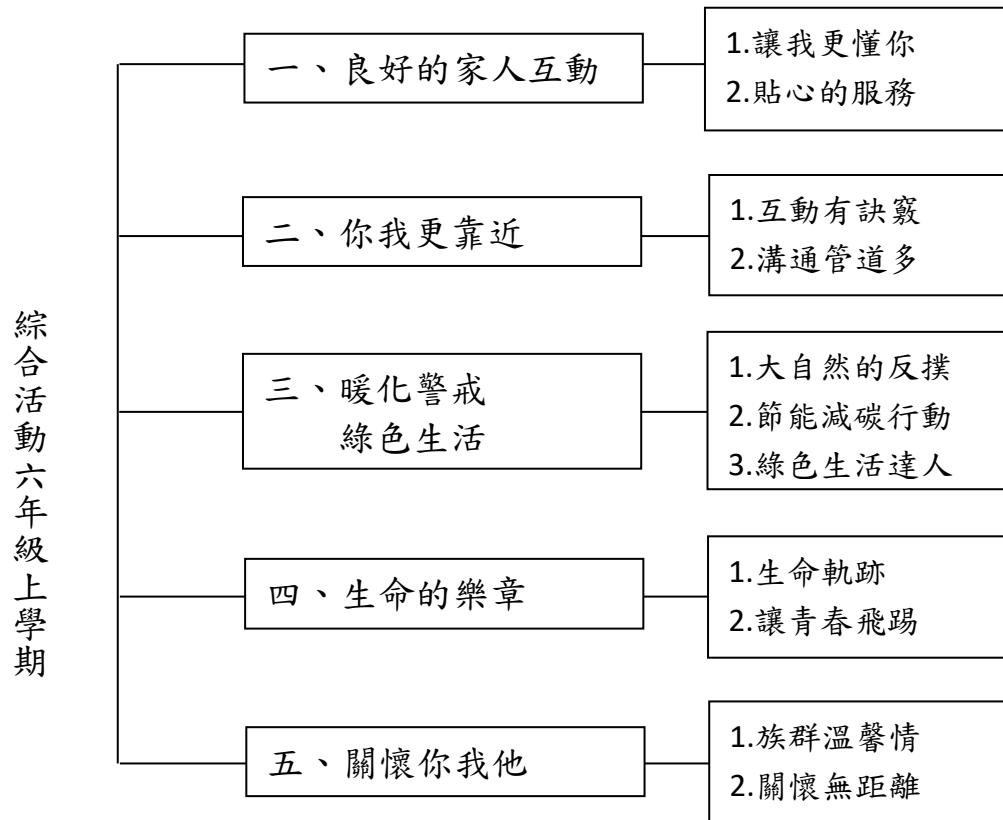 綜合活動六年級上學期
一、良好的家人互動
1.讓我更懂你
2.貼心的服務
二、你我更靠近
1.互動有訣竅
2.溝通管道多
三、暖化警戒
綠色生活
1.大自然的反撲
2.節能減碳行動
3.綠色生活達人
四、生命的樂章
1.生命軌跡
2.讓青春飛踢
五、關懷你我他
1.族群溫馨情
2.關懷無距離